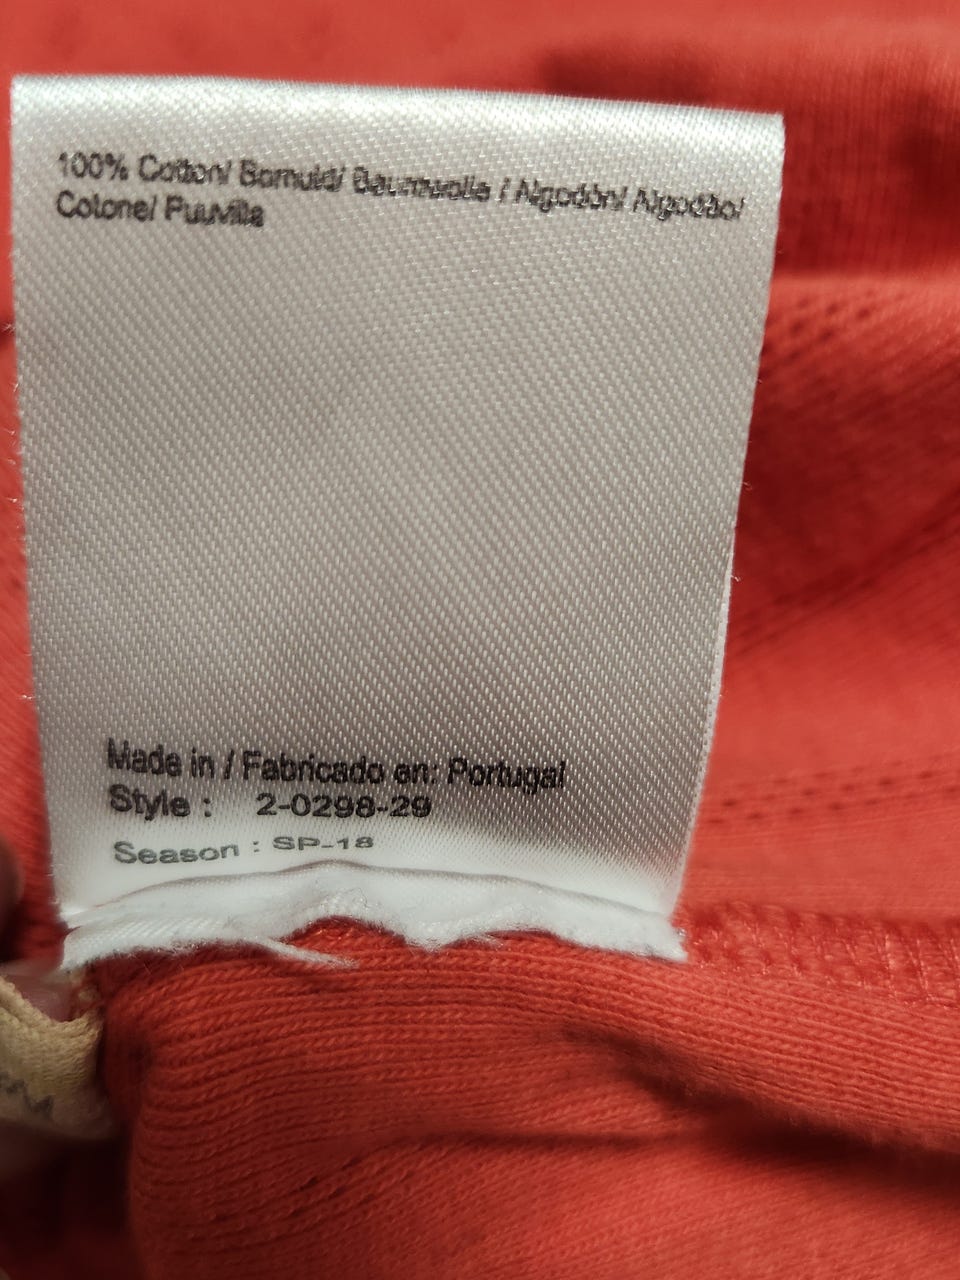 100% Cotton/ Bomuld/ Baumwolle / Algodón/ Algodão/
Cotone/ Puuvilla
Made in / Fabricado en: Portugal
Style : 2-0298-29
Season : SP-18